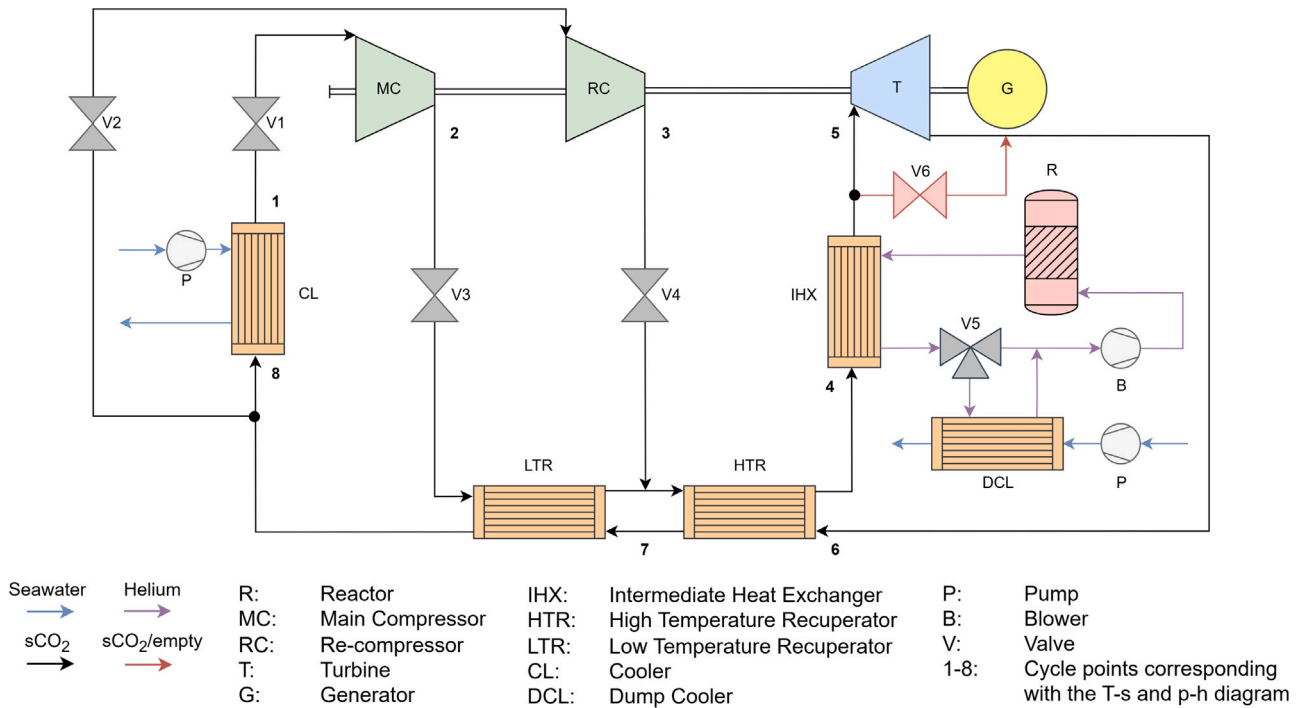 V2
V1
MC
RC
T
G
2
3
5
V6
R
1
P
CL
V3
V4
IHX
V5
8
4
B
LTR
HTR
DCL
P
7
6
Seawater
Helium
sCO₂
sCO₂/empty
R: Reactor
MC: Main Compressor
RC: Re-compressor
T: Turbine
G: Generator
IHX: Intermediate Heat Exchanger
HTR: High Temperature Recuperator
LTR: Low Temperature Recuperator
CL: Cooler
DCL: Dump Cooler
P: Pump
B: Blower
V: Valve
1-8: Cycle points corresponding
with the T-s and p-h diagram